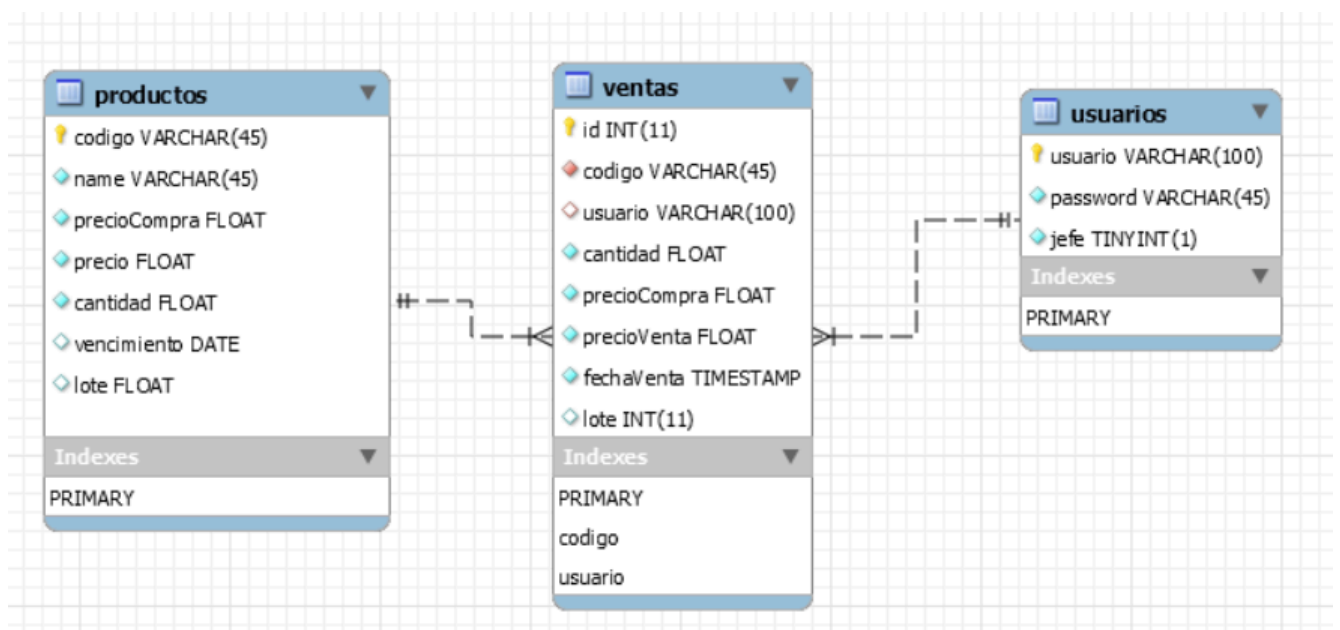 productos
codigo VARCHAR(45)
name VARCHAR(45)
precioCompra FLOAT
precio FLOAT
cantidad FLOAT
vencimiento DATE
lote FLOAT
Indexes
PRIMARY
ventas
id INT(11)
codigo VARCHAR(45)
usuario VARCHAR(100)
cantidad FLOAT
precioCompra FLOAT
precioVenta FLOAT
fechaVenta TIMESTAMP
lote INT(11)
Indexes
PRIMARY
codigo
usuario
usuarios
usuario VARCHAR(100)
password VARCHAR(45)
jefe TINYINT(1)
Indexes
PRIMARY